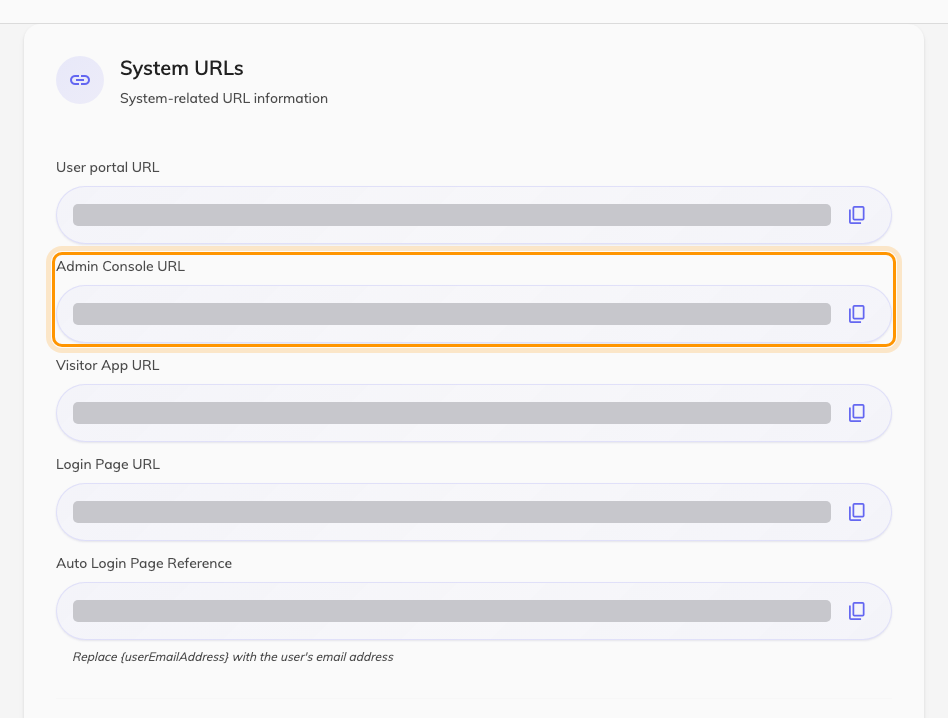 System URLs
System-related URL information
User portal URL
Admin Console URL
Visitor App URL
Login Page URL
Auto Login Page Reference
Replace {userEmailAddress} with the user's email address